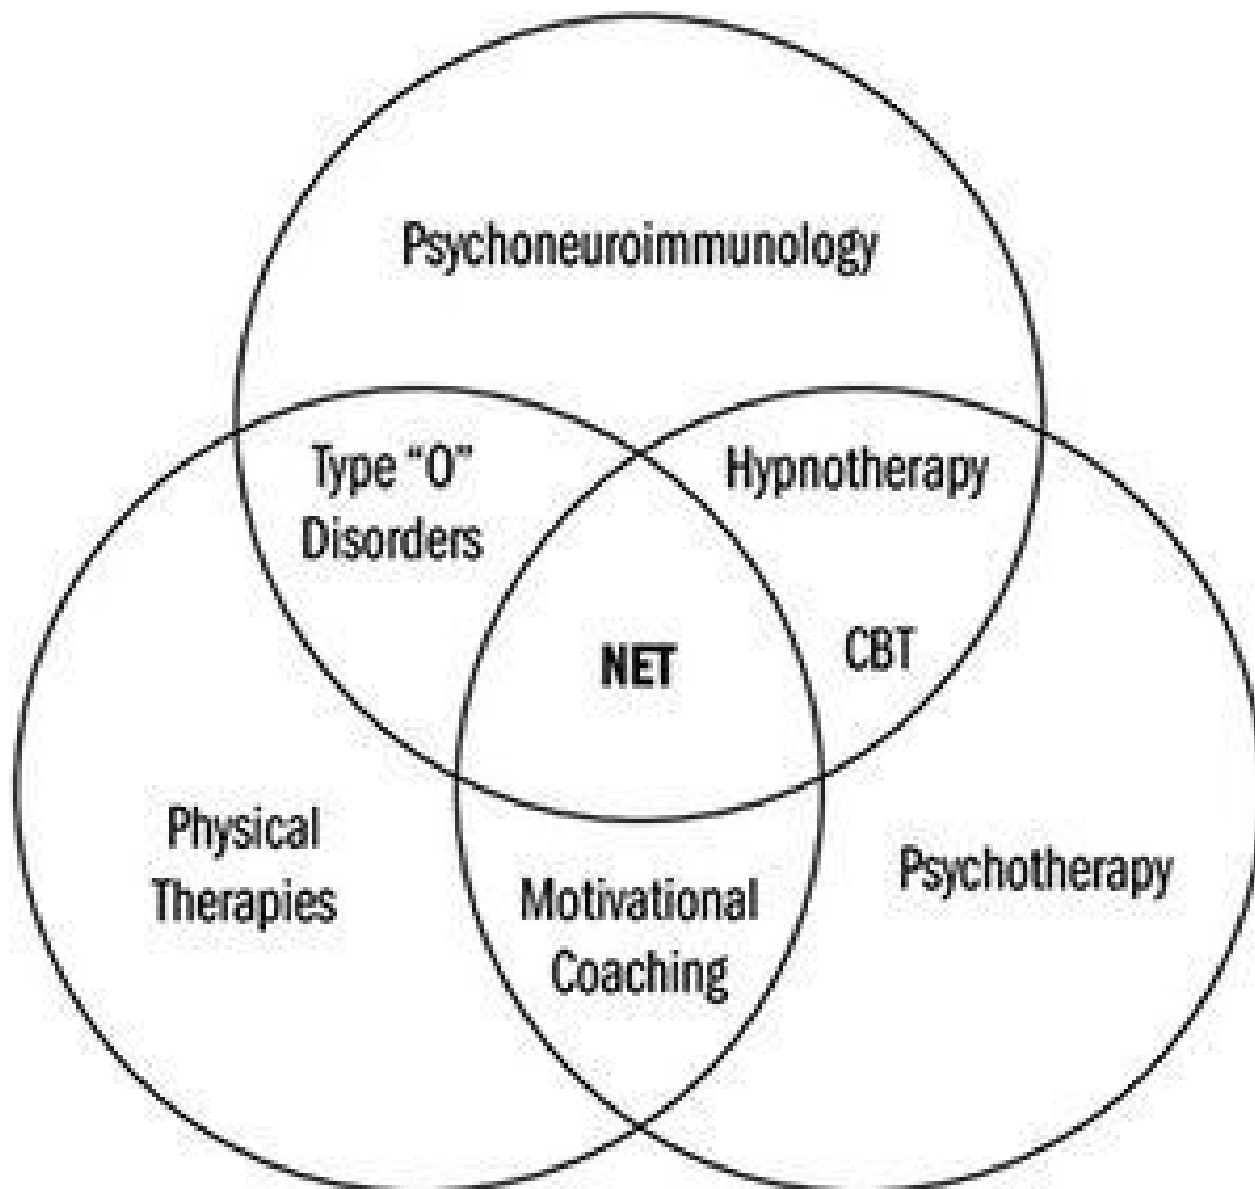 Psychoneuroimmunology
Type “O”
Disorders
Hypnotherapy
CBT
NET
Physical
Therapies
Motivational
Coaching
Psychotherapy